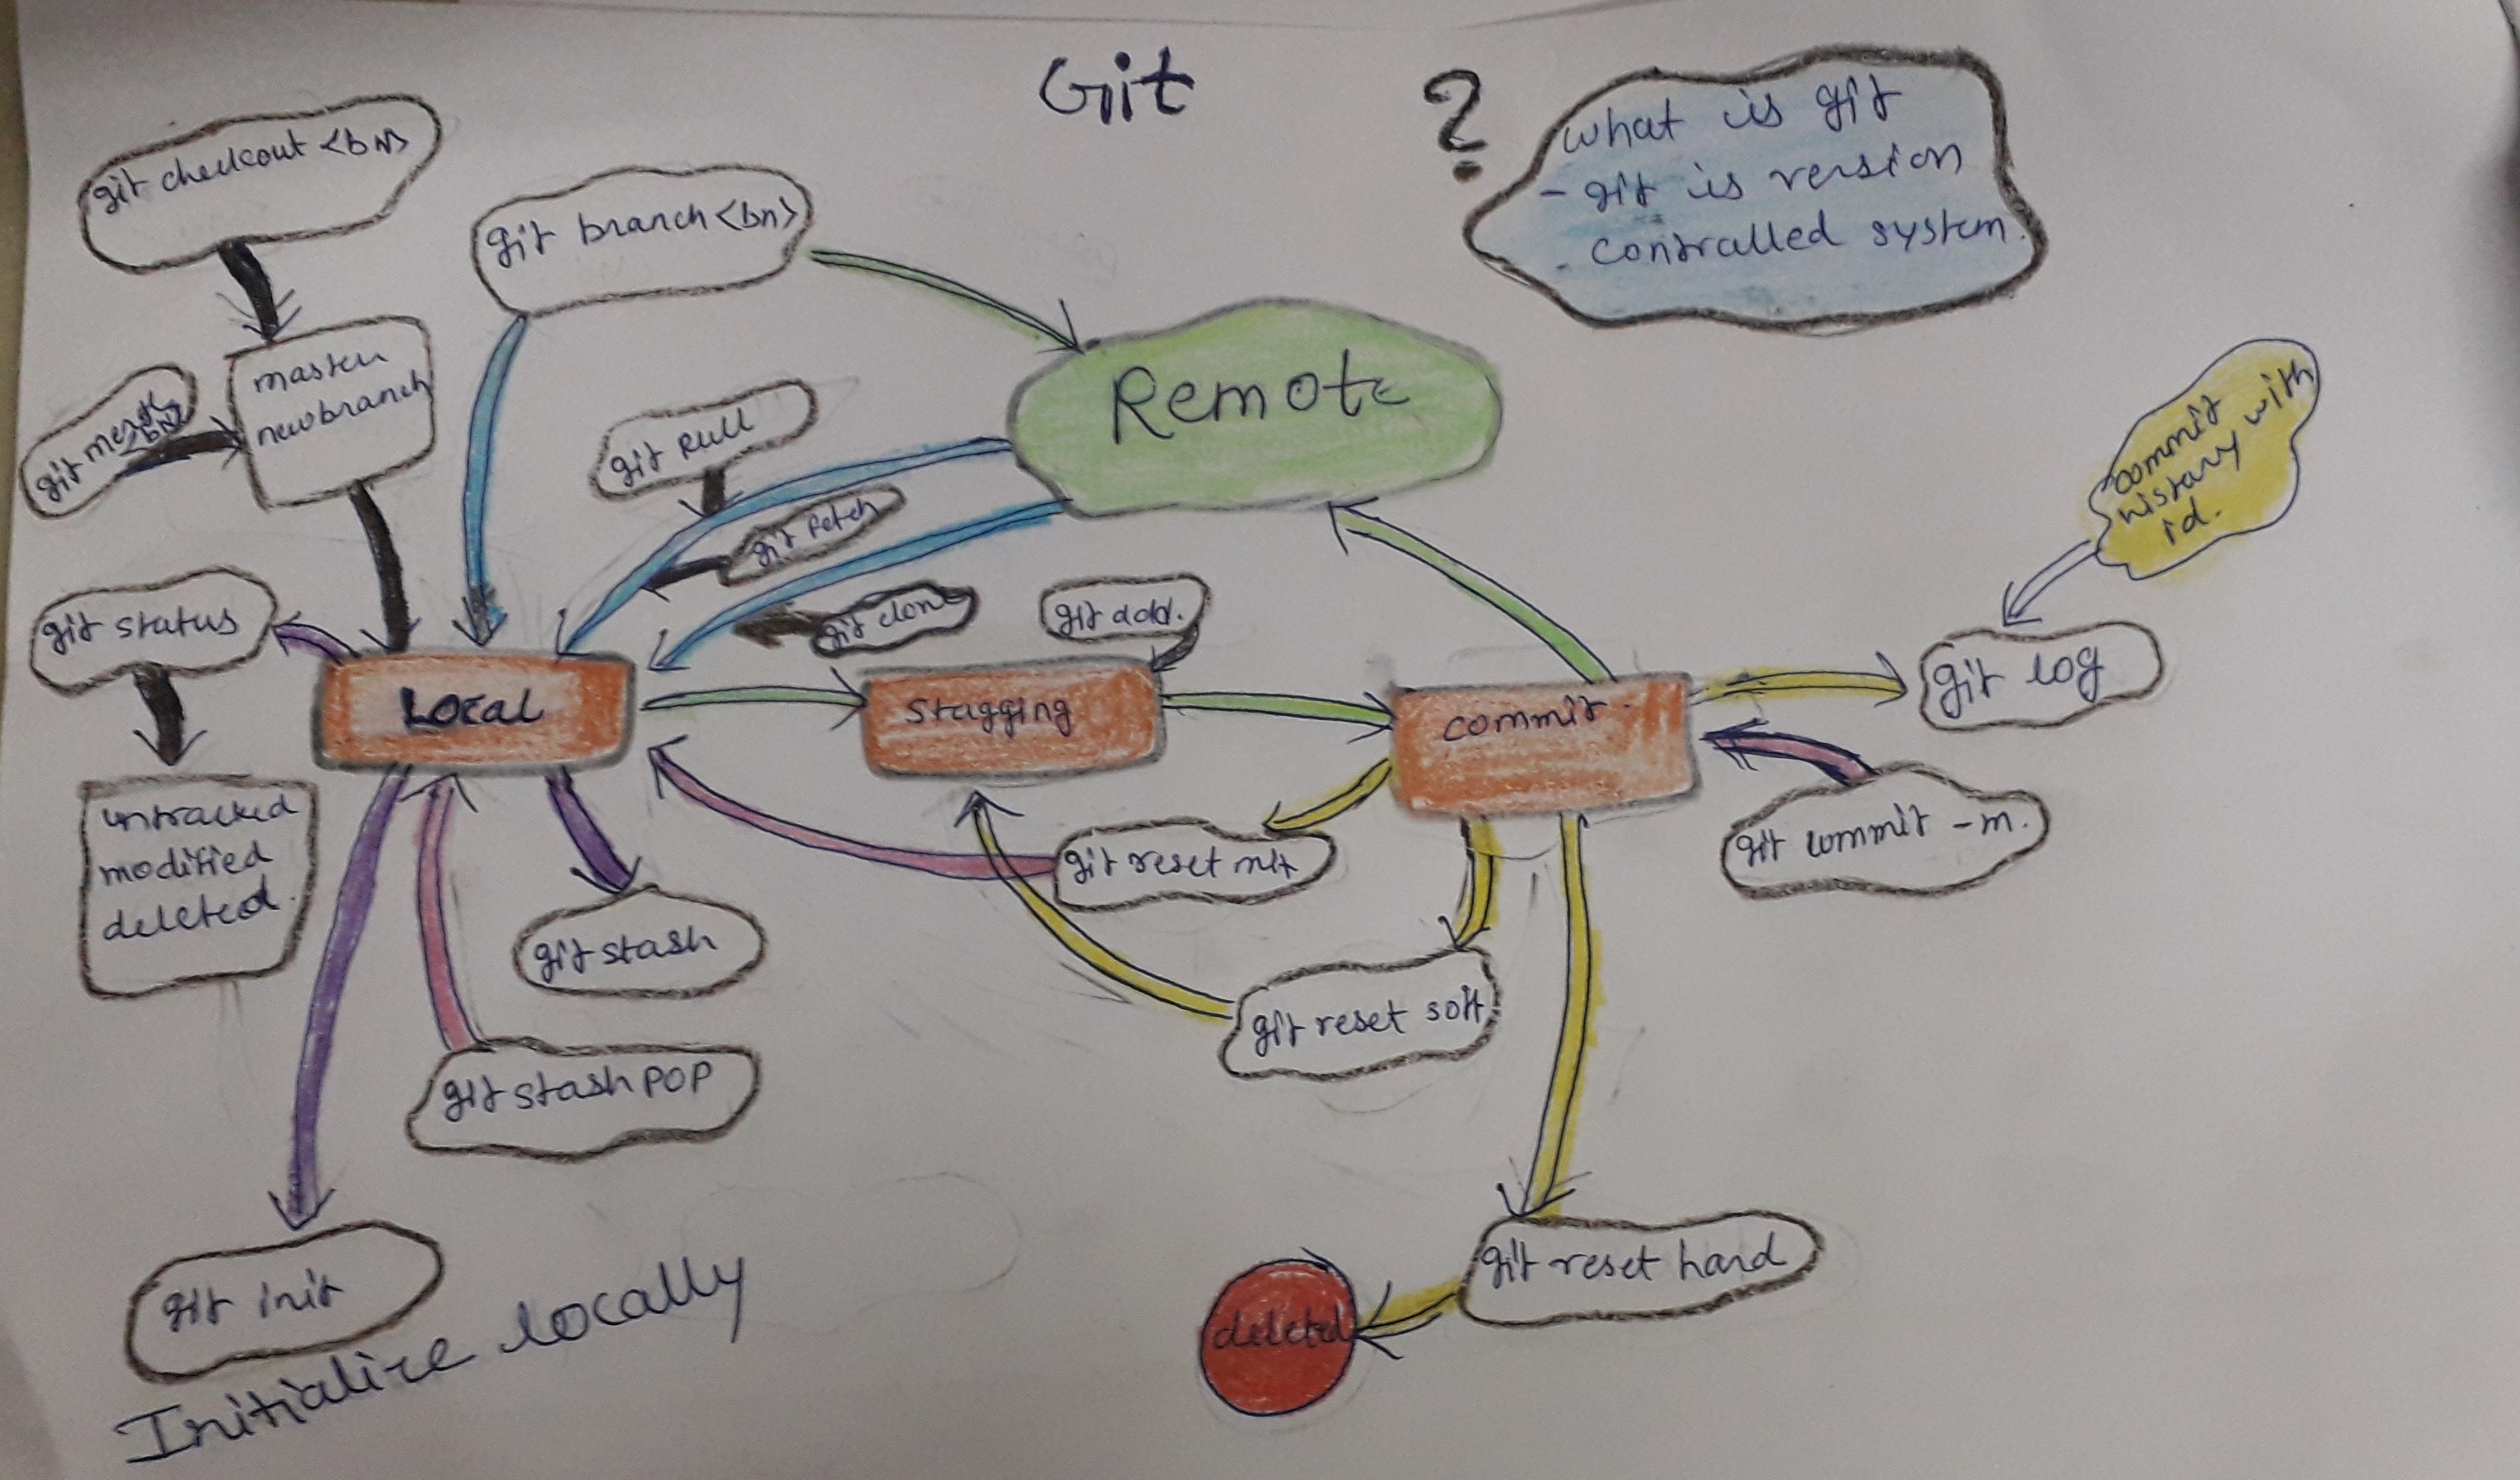 Git
?
what is git
- git is version
- controlled system.
git checkout <bN>
git branch <bn>
master
newbranch
git merge
<bN>
git pull
git fetch
git clone
git add.
Remote
commit
history with
id.
git status
Local
stagging
commit.
git log
untracked
modified
deleted.
git reset mix
git commit -m.
git stash
git reset soft
git stash POP
git init
Initialize locally
git reset hard
deleted